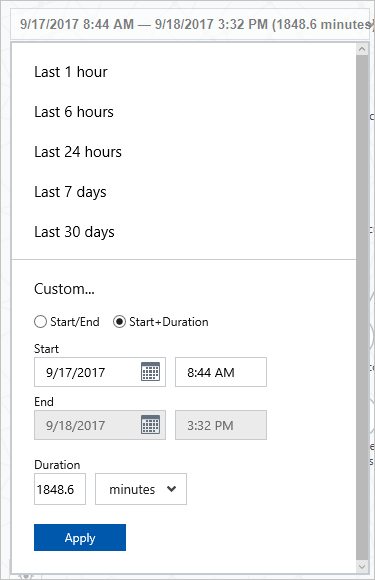 9/17/2017 8:44 AM — 9/18/2017 3:32 PM (1848.6 minutes)
Last 1 hour
Last 6 hours
Last 24 hours
Last 7 days
Last 30 days
Custom...
Start/End Start+Duration
Start
9/17/2017 8:44 AM
End
9/18/2017 3:32 PM
Duration
1848.6 minutes
Apply